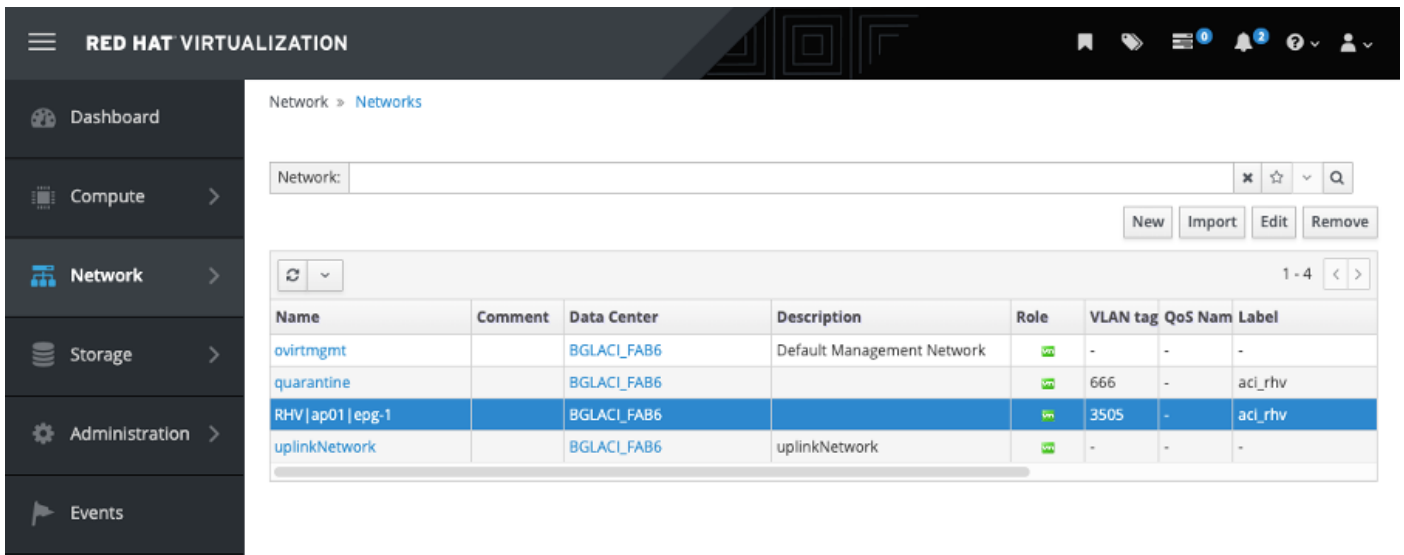 RED HAT VIRTUALIZATION
0
2
Dashboard
Compute
Network
Storage
Administration
Events
Network » Networks
Network:
New Import Edit Remove
1 - 4
Name Comment Data Center Description Role VLAN tag QoS Nam Label
ovirtmgmt BGLACI_FAB6 Default Management Network - - -
quarantine BGLACI_FAB6 666 - aci_rhv
RHV|ap01|epg-1 BGLACI_FAB6 3505 - aci_rhv
uplinkNetwork BGLACI_FAB6 uplinkNetwork - - -